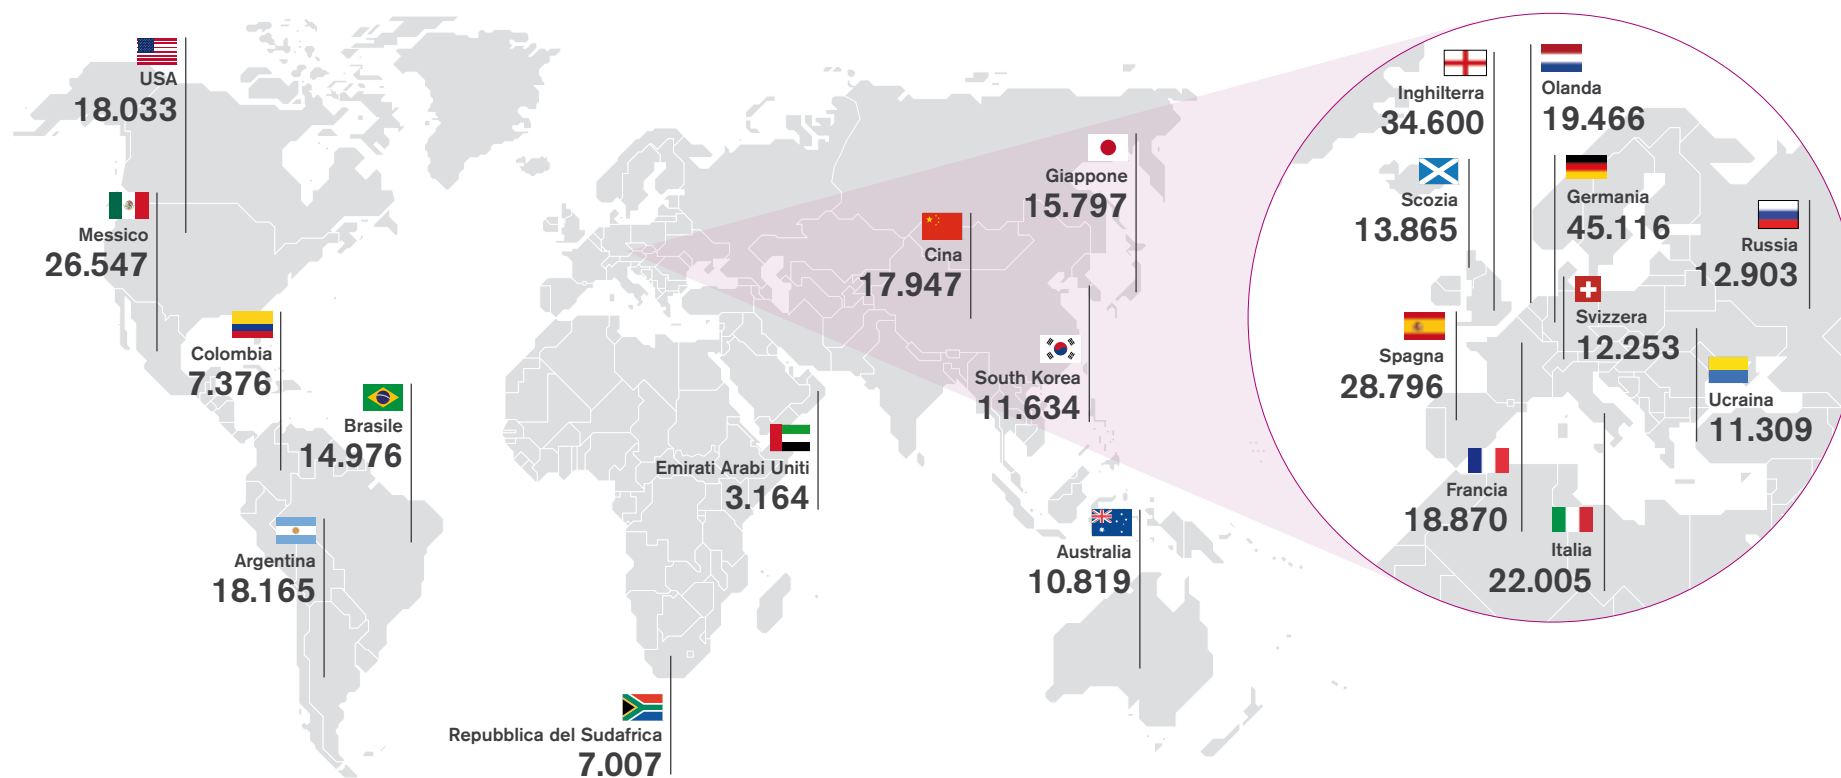 USA
18.033
Messico
26.547
Colombia
7.376
Brasile
14.976
Argentina
18.165
Repubblica del Sudafrica
7.007
Emirati Arabi Uniti
3.164
Cina
17.947
Giappone
15.797
South Korea
11.634
Australia
10.819
Inghilterra
34.600
Olanda
19.466
Scozia
13.865
Germania
45.116
Russia
12.903
Svizzera
12.253
Spagna
28.796
Ucraina
11.309
Francia
18.870
Italia
22.005